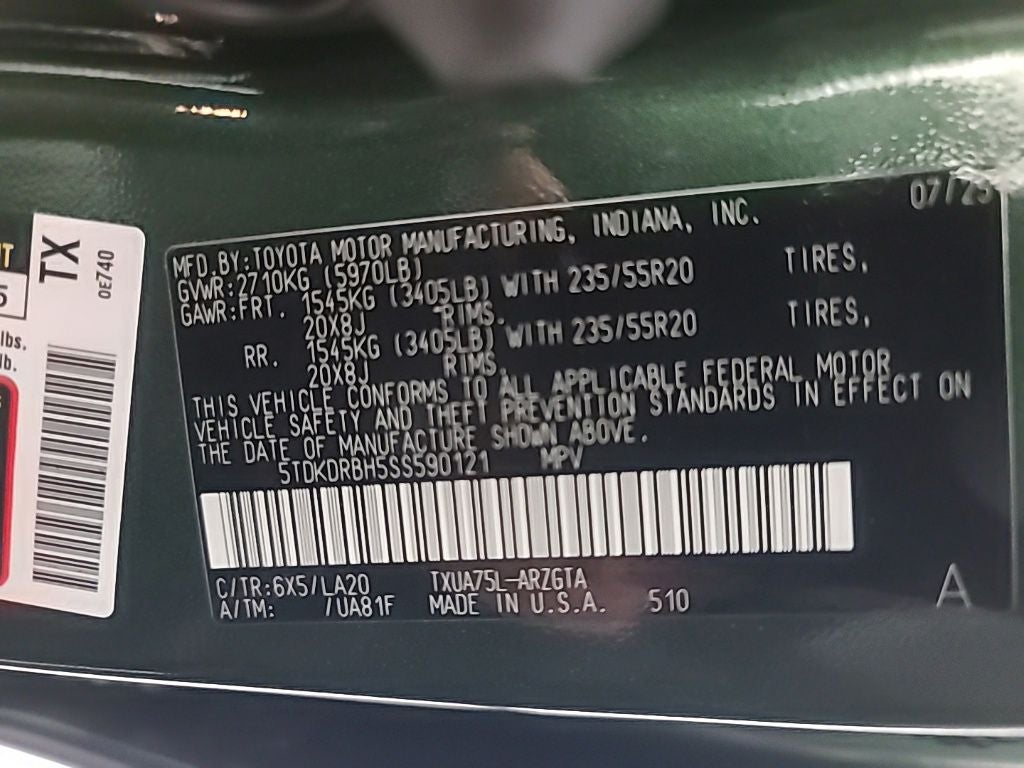 TX
0E740
5
lbs.
lb.
07/25
MFD.BY:TOYOTA MOTOR MANUFACTURING, INDIANA, INC.
GVWR:2710KG (5970LB)
GAWR:FRT. 1545KG (3405LB) WITH 235/55R20 TIRES,
20X8J RIMS.
RR. 1545KG (3405LB) WITH 235/55R20 TIRES,
20X8J RIMS.
THIS VEHICLE CONFORMS TO ALL APPLICABLE FEDERAL MOTOR
VEHICLE SAFETY AND THEFT PREVENTION STANDARDS IN EFFECT ON
THE DATE OF MANUFACTURE SHOWN ABOVE.
5TDKDRBH5SS590121 MPV
C/TR:6X5/LA20 TXUA75L-ARZGTA
A/TM: /UA81F MADE IN U.S.A. 510
A